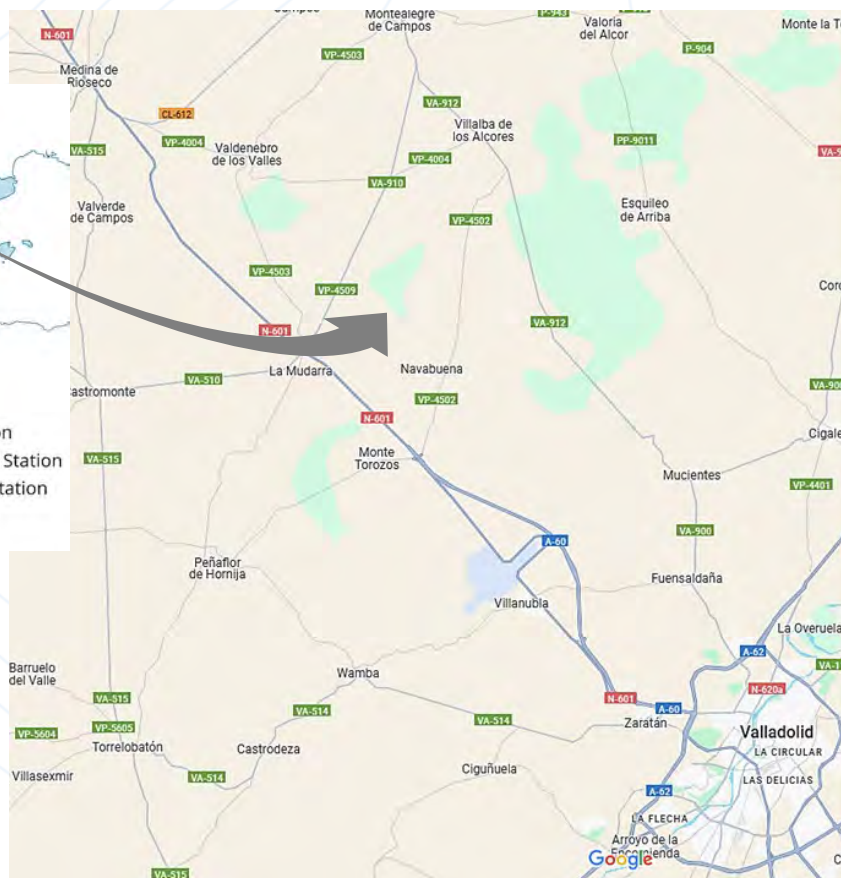 Montealegre
de Campos
Valoria
del Alcor
N-601
P-904
VP-4503
Medina de
Rioseco
VA-912
CL-612
Villalba de
los Alcores
VA-515
VP-4004
Valdenebro
de los Valles
VP-4004
PP-9011
VA-910
Valverde
de Campos
Esquileo
de Arriba
VP-4502
VP-4503
VP-4509
N-601
VA-912
La Mudarra
Navabuena
VA-510
VP-4502
N-601
Station
VA-515
Monte
Torozos
Mucientes
VP-4401
VA-900
A-60
Peñaflor
de Hornija
Fuensaldaña
Villanubla
La Overuela
A-62
Barruelo
del Valle
Wamba
VA-515
VA-514
N-601
A-60
N-620a
VP-5604
VP-5605
VA-514
Zaratán
Valladolid
Torrelobatón
Castrodeza
LA CIRCULAR
Ciguñuela
Villasexmir
VA-514
LAS DELICIAS
A-62
LA FLECHA
Arroyo de la
Encomienda
Google
VA-515